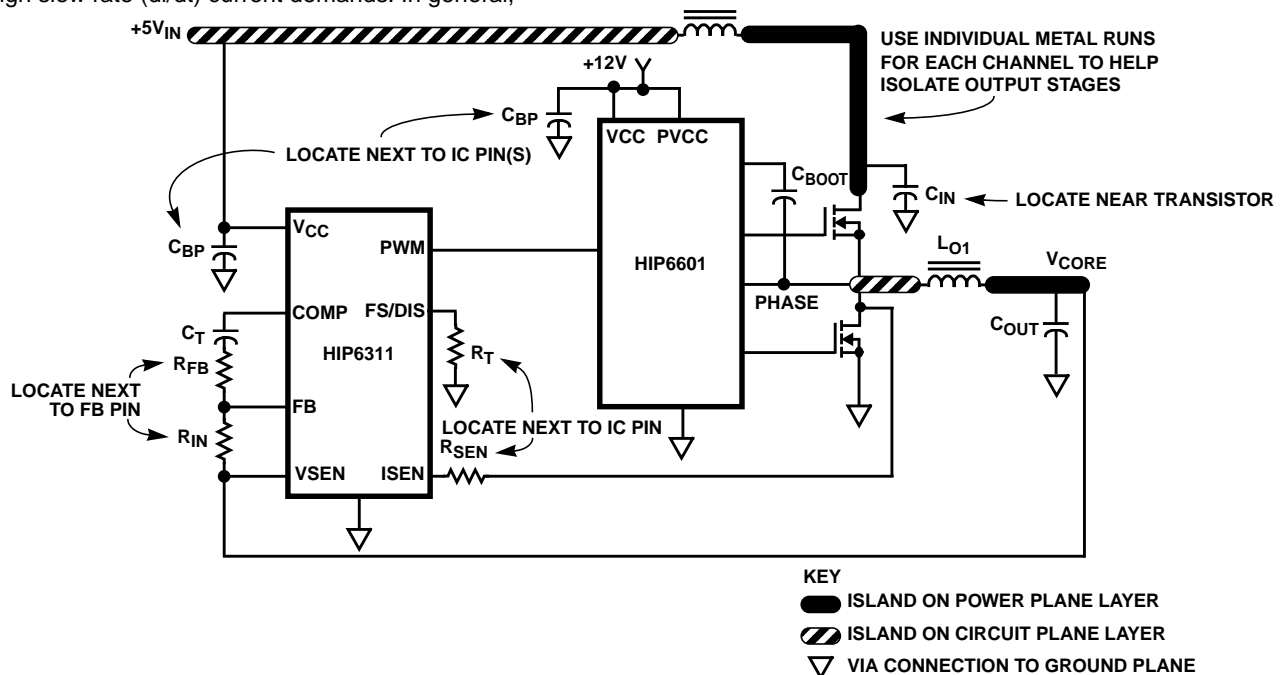 igh slew rate (di/dt) current demands. In general,
+5VIN
+12V
USE INDIVIDUAL METAL RUNS
FOR EACH CHANNEL TO HELP
ISOLATE OUTPUT STAGES
CBP
VCC PVCC
LOCATE NEXT TO IC PIN(S)
CBOOT
CIN
LOCATE NEAR TRANSISTOR
CBP
VCC
PWM
HIP6601
LO1
VCORE
PHASE
COMP
FS/DIS
CT
RFB
HIP6311
RT
COUT
LOCATE NEXT
TO FB PIN
FB
RIN
LOCATE NEXT TO IC PIN
RSEN
VSEN
ISEN
KEY
ISLAND ON POWER PLANE LAYER
ISLAND ON CIRCUIT PLANE LAYER
VIA CONNECTION TO GROUND PLANE